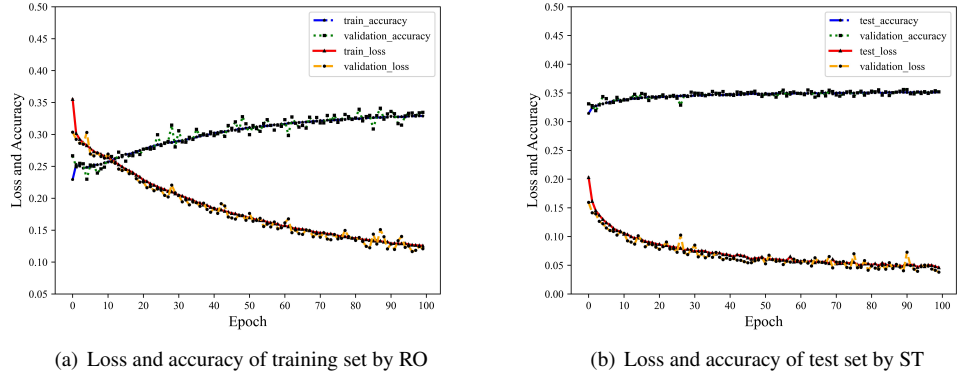 0.50
0.45
0.40
0.35
0.30
0.25
0.20
0.15
0.10
0.05
Loss and Accuracy
0 10 20 30 40 50 60 70 80 90 100
Epoch
train_accuracy
validation_accuracy
train_loss
validation_loss
(a) Loss and accuracy of training set by RO
0.50
0.45
0.40
0.35
0.30
0.25
0.20
0.15
0.10
0.05
0.00
Loss and Accuracy
0 10 20 30 40 50 60 70 80 90 100
Epoch
test_accuracy
validation_accuracy
test_loss
validation_loss
(b) Loss and accuracy of test set by ST